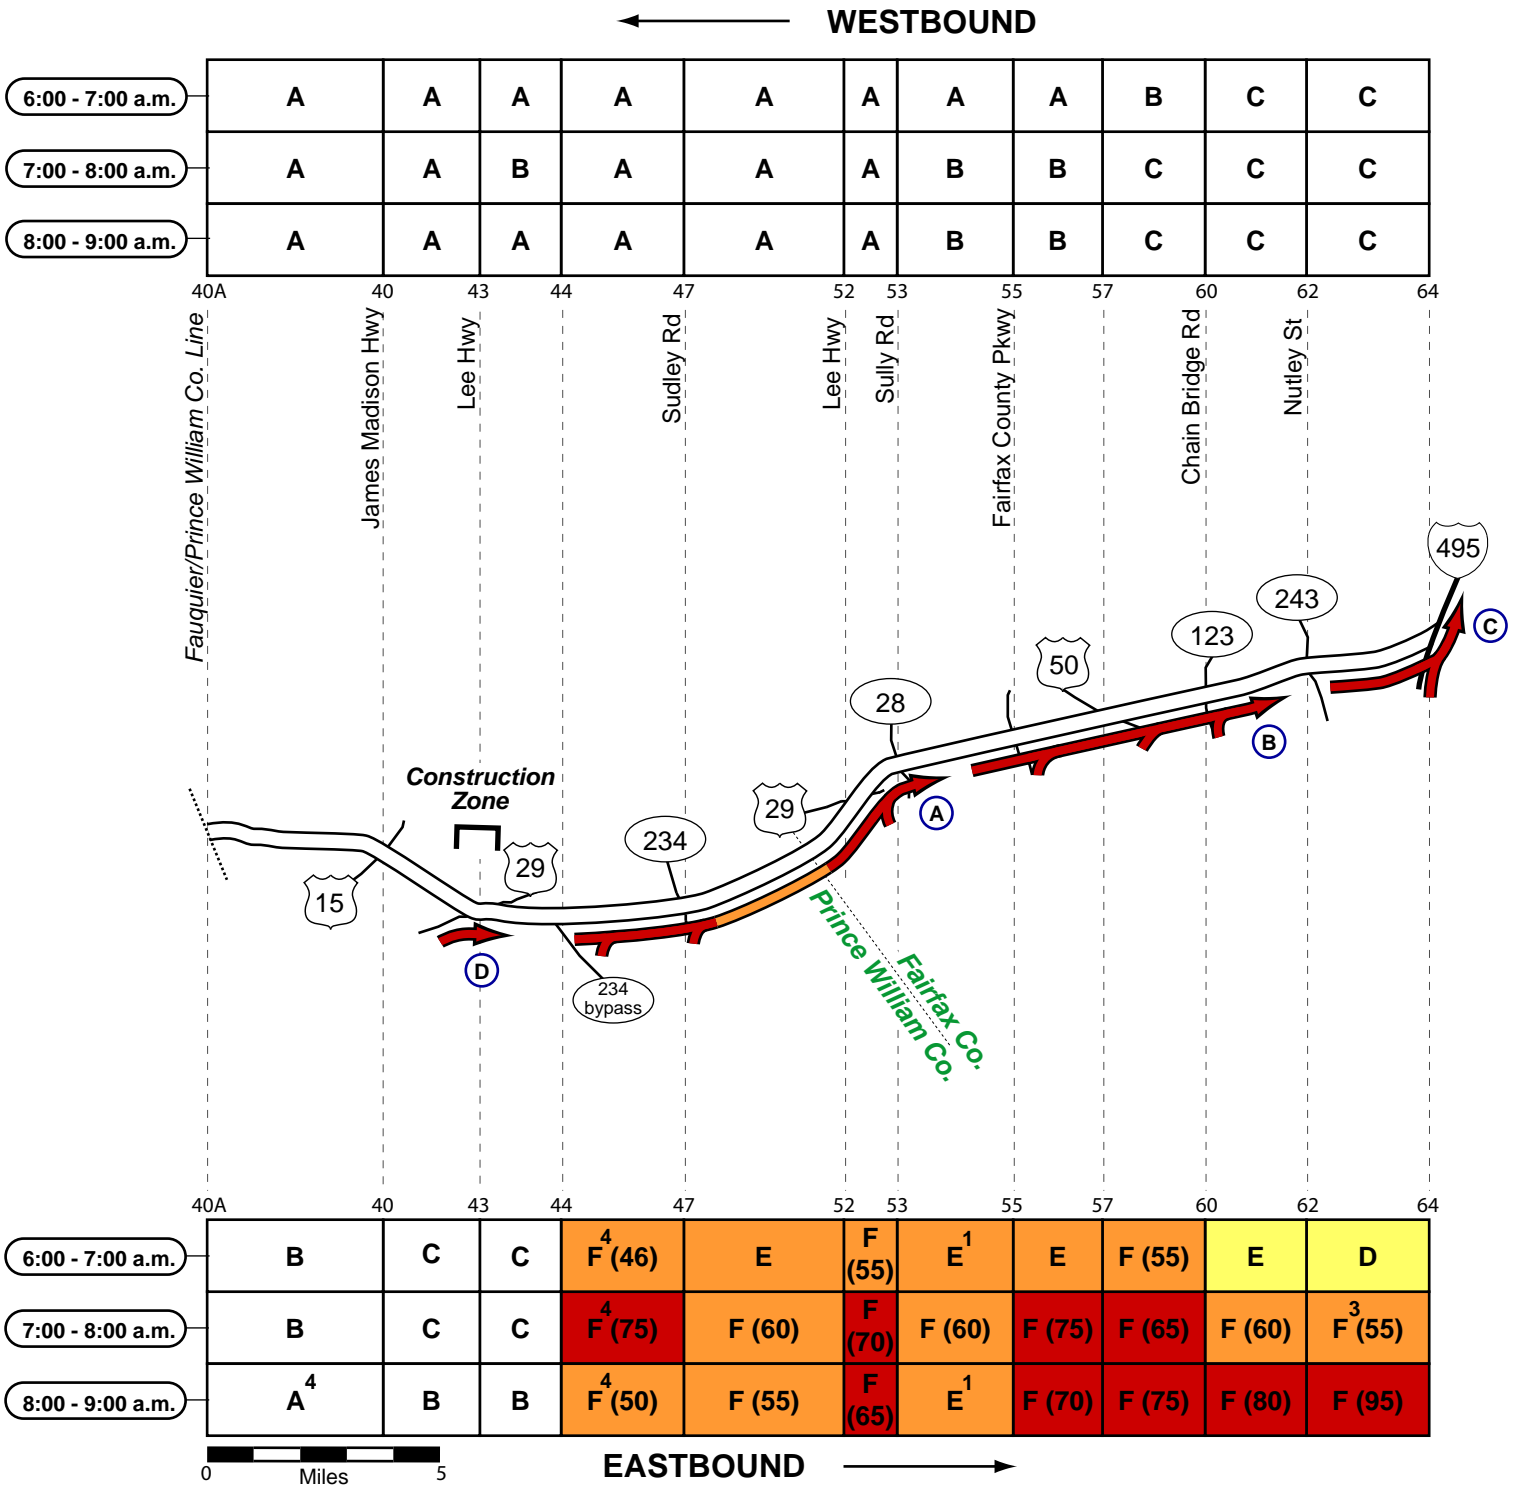 WESTBOUND
6:00 - 7:00 a.m. A A A A A A A A B C C
7:00 - 8:00 a.m. A A B A A A B B C C C
8:00 - 9:00 a.m. A A A A A A B B C C C
40A 40 43 44 47 52 53 55 57 60 62 64
Fauquier/Prince William Co. Line
James Madison Hwy
Lee Hwy
Sudley Rd
Lee Hwy
Sully Rd
Fairfax County Pkwy
Chain Bridge Rd
Nutley St
495
243
C
123
50
28
B
Construction
Zone
29
A
234
29
15
D
234
bypass
Prince William Co.
Fairfax Co.
40A 40 43 44 47 52 53 55 57 60 62 64
6:00 - 7:00 a.m. B C C F4 (46) E F (55) E1 E F (55) E D
7:00 - 8:00 a.m. B C C F4 (75) F (60) F (70) F (60) F (75) F (65) F (60) F3 (55)
8:00 - 9:00 a.m. A4 B B F4 (50) F (55) F (65) E1 F (70) F (75) F (80) F (95)
0 Miles 5
EASTBOUND